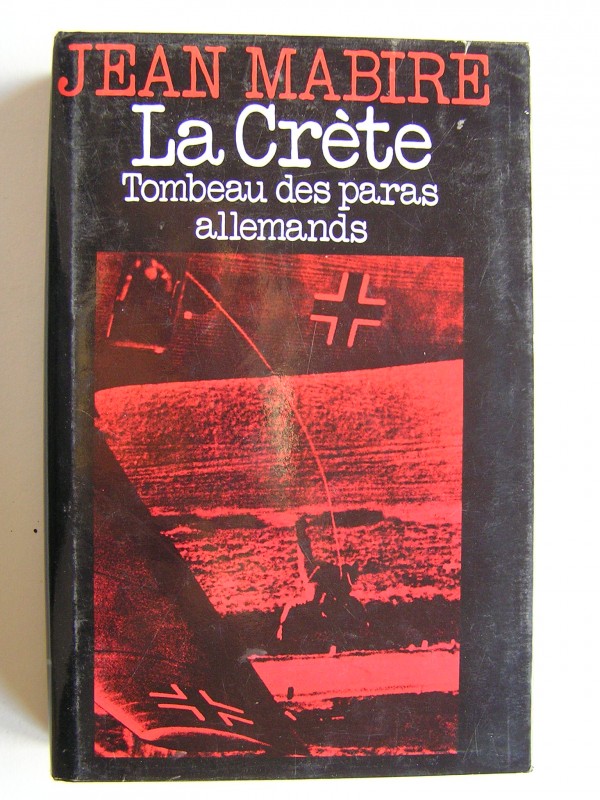 JEAN MABIRE
La Crète
Tombeau des paras
allemands